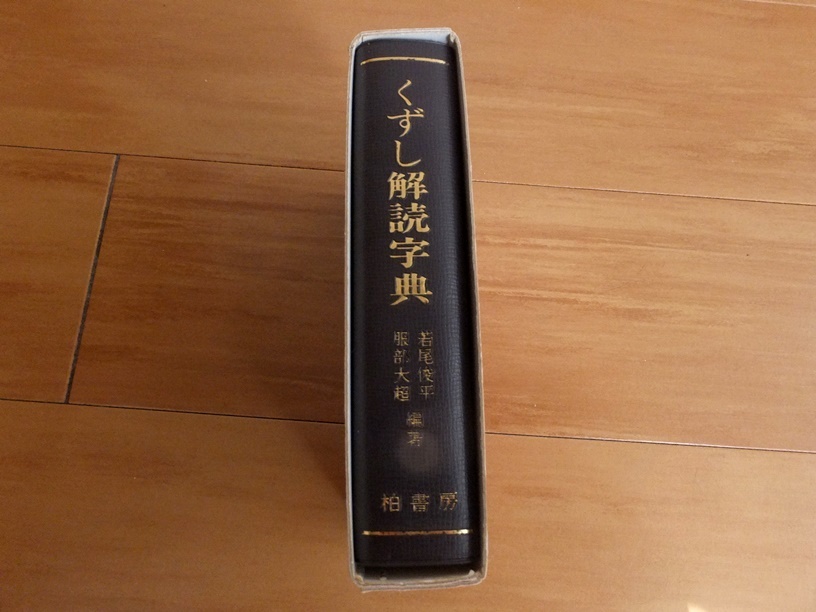 くずし解読字典
若尾俊平
服部大超
編著
柏書房